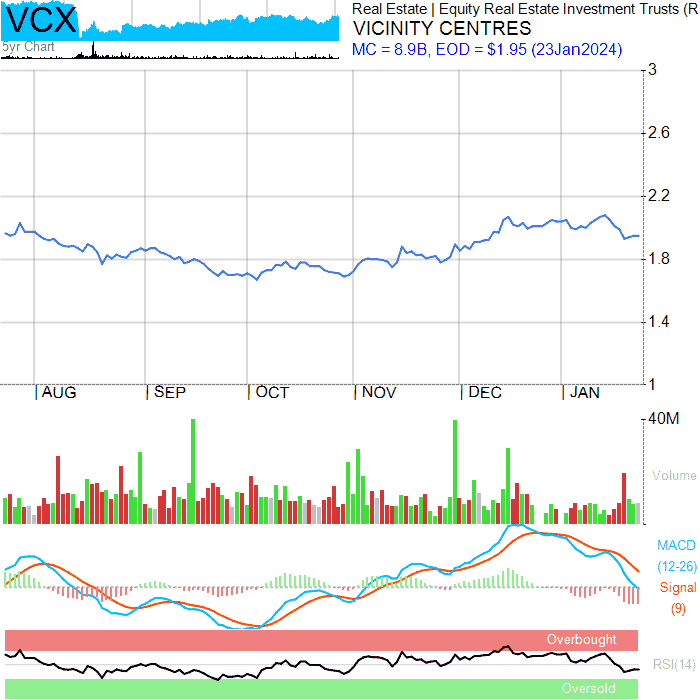 VCX
5yr Chart
Real Estate | Equity Real Estate Investment Trusts (R
VICINITY CENTRES
MC = 8.9B, EOD = $1.95 (23Jan2024)
3
2.6
2.2
1.8
1.4
1
|AUG |SEP |OCT |NOV |DEC |JAN
40M
Volume
MACD
(12-26)
Signal
(9)
Overbought
RSI(14)
Oversold